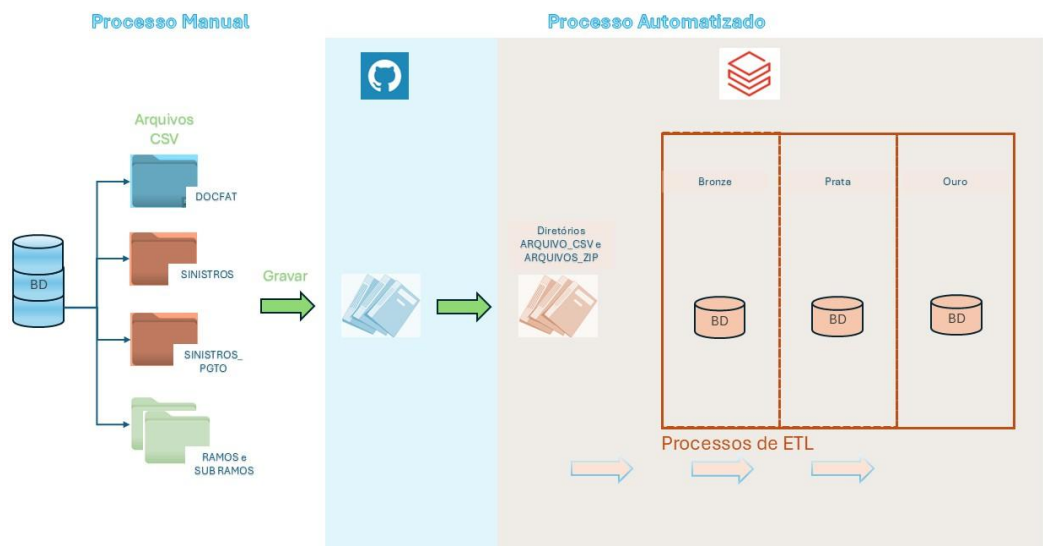 Processo Manual
Processo Automatizado
Arquivos
CSV
DOCFAT
SINISTROS
SINISTROS_
PGTO
RAMOS e
SUB RAMOS
BD
Gravar
Diretórios
ARQUIVO_CSV e
ARQUIVOS_ZIP
Bronze
Prata
Ouro
BD
BD
BD
Processos de ETL